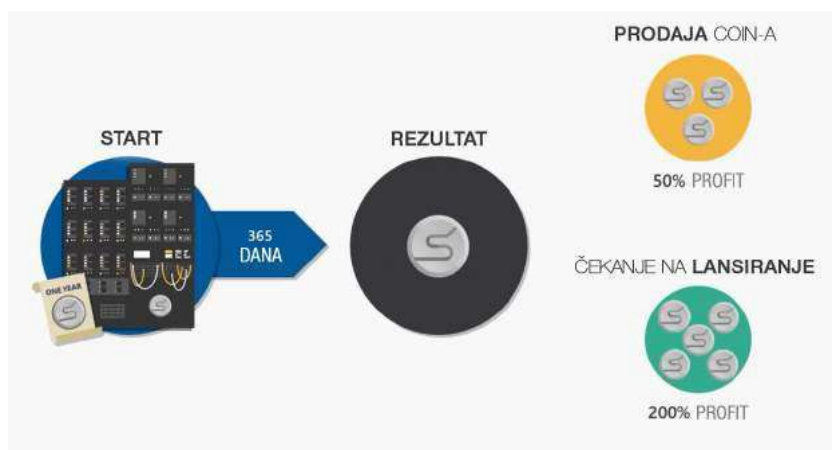 START
ONE YEAR
365
DANA
REZULTAT
PRODAJA COIN-A
50% PROFIT
ČEKANJE NA LANSIRANJE
200% PROFIT